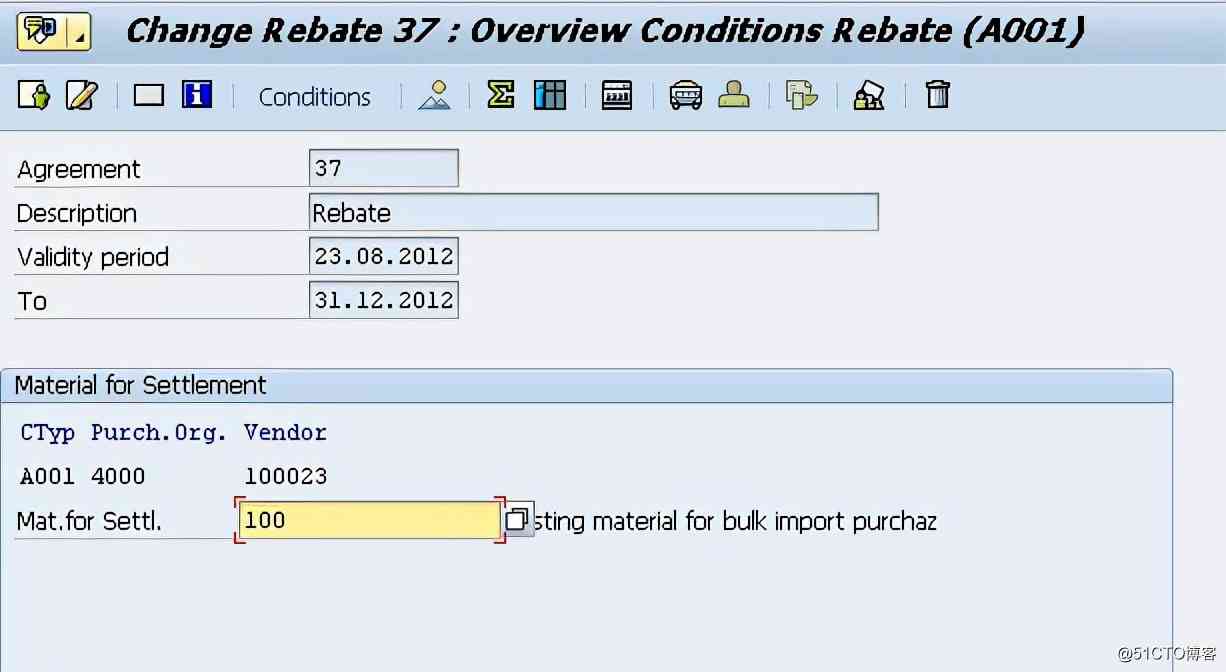 Change Rebate 37 : Overview Conditions Rebate (A001)
Conditions
Agreement 37
Description Rebate
Validity period 23.08.2012
To 31.12.2012
Material for Settlement
CTyp Purch.Org. Vendor
A001 4000 100023
Mat.for Settl. 100 sting material for bulk import purchaz
@51CTO博客